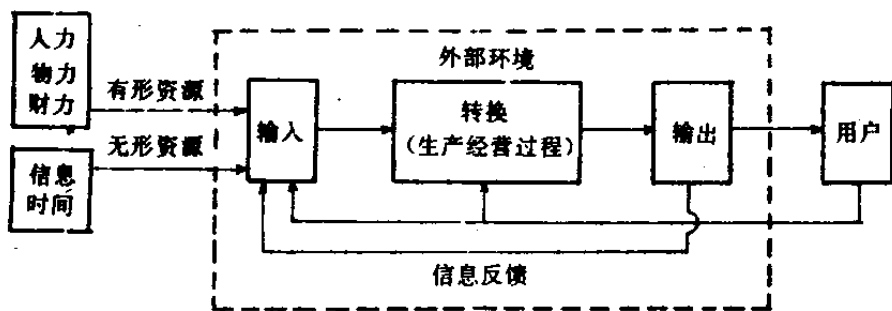 人力
物力
财力
有形资源
无形资源
信息
时间
外部环境
输入
转换
（生产经营过程）
输出
用户
信息反馈